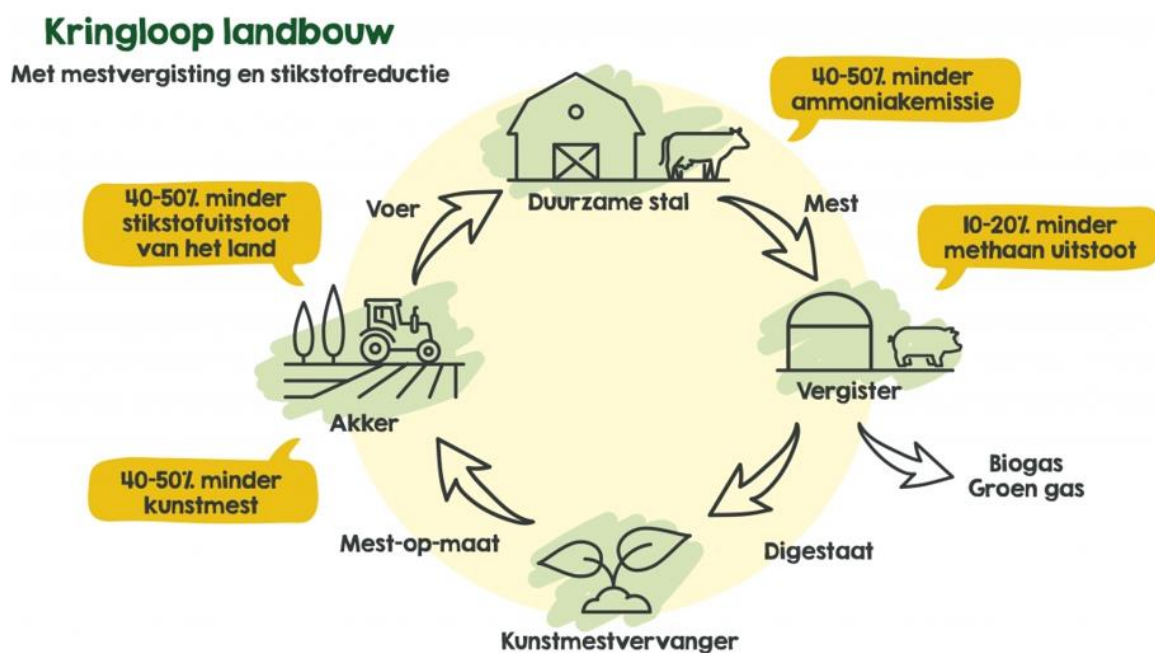 Kringloop landbouw
Met mestvergisting en stikstofreductie
40-50% minder
ammoniakemissie
40-50% minder
stikstofuitstoot
van het land
Voer
Duurzame stal
Mest
10-20% minder
methaan uitstoot
Vergister
Akker
40-50% minder
kunstmest
Biogas
Groen gas
Mest-op-maat
Digestaat
Kunstmestvervanger